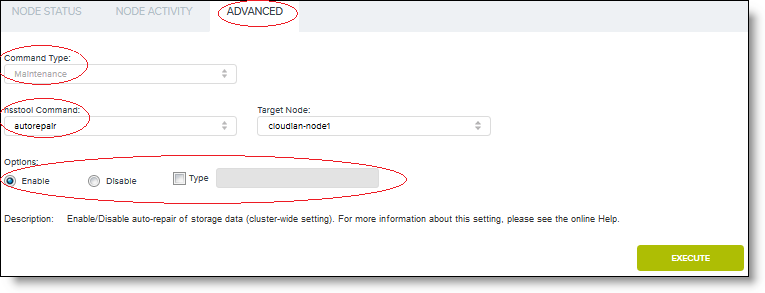 NODE STATUS NODE ACTIVITY ADVANCED
Command Type:
Maintenance
hsstool Command: Target Node:
autorepair cloudian-node1
Options:
Enable Disable Type
Description: Enable/Disable auto-repair of storage data (cluster-wide setting). For more information about this setting, please see the online Help.
EXECUTE